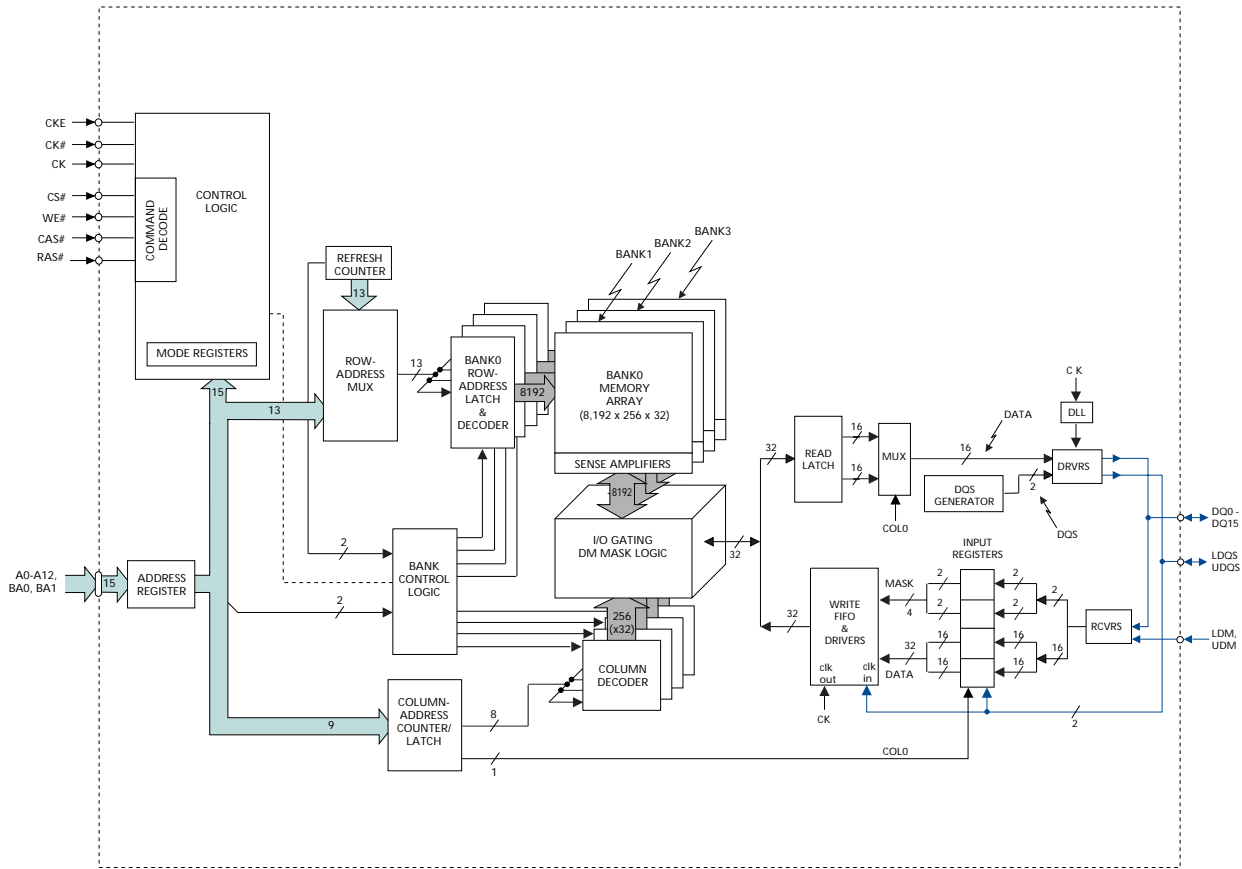 CKE
CK#
CK
CS#
WE#
CAS#
RAS#
COMMAND
DECODE
CONTROL
LOGIC
MODE REGISTERS
15
13
REFRESH
COUNTER
13
ROW-
ADDRESS
MUX
13
BANK0
ROW-
ADDRESS
LATCH
&
DECODER
8192
BANK1
BANK2
BANK3
BANK0
MEMORY
ARRAY
(8,192 x 256 x 32)
SENSE AMPLIFIERS
8192
I/O GATING
DM MASK LOGIC
32
256
(x32)
COLUMN
DECODER
A0-A12,
BA0, BA1
15
ADDRESS
REGISTER
2
2
BANK
CONTROL
LOGIC
9
COLUMN-
ADDRESS
COUNTER/
LATCH
8
1
COL0
32
READ
LATCH
16
16
MUX
COL0
16
DATA
DQS
GENERATOR
2
DQS
C K
DLL
DRVRS
DQ0 -
DQ15
LDQS
UDQS
LDM,
UDM
RCVRS
INPUT
REGISTERS
2
2
2
2
2
16
16
16
16
16
MASK
4
32
DATA
32
WRITE
FIFO
&
DRIVERS
clk
out
clk
in
CK
2